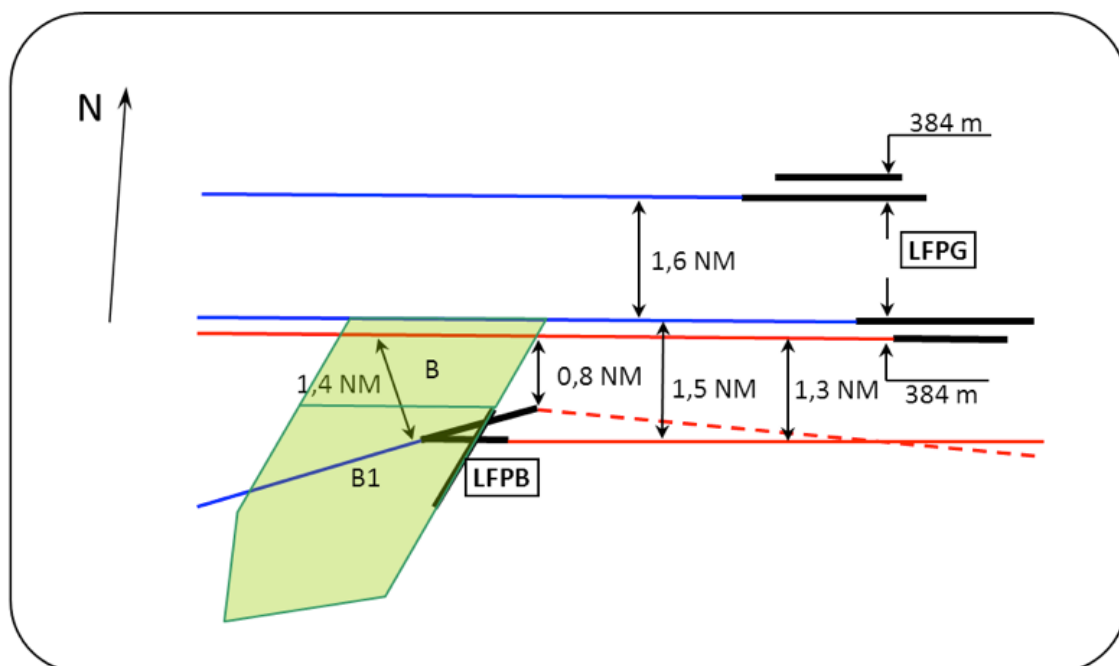 N
384 m
LFPG
1,6 NM
1,4 NM
B
0,8 NM
1,5 NM
1,3 NM
384 m
B1
LFPB